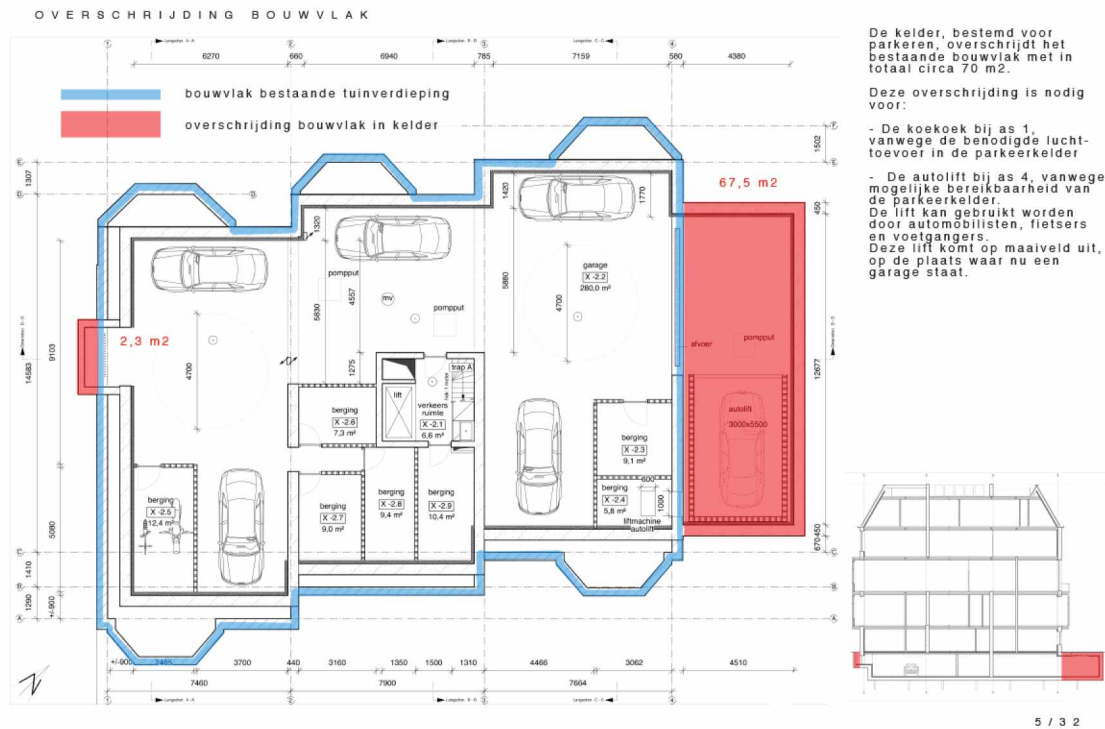 OVERSCHRIJDING BOUWVLAK
De kelder, bestemd voor
parkeren, overschrijdt het
bestaande bouwvlak met in
totaal circa 70 m2.
Deze overschrijding is nodig
voor:
- De koekoek bij as 1,
vanwege de benodigde lucht-
toevoer in de parkeerkelder
- De autolift bij as 4, vanwege
mogelijke bereikbaarheid van
de parkeerkelder.
De lift kan gebruikt worden
door automobilisten, fietsers
en voetgangers.
Deze lift komt op maaiveld uit,
op de plaats waar nu een
garage staat.
Langsdsn A - A
Langsdsn B - B
Langsdsn C - C
6270 660 6940 785 7159 580 4380
bouwvlak bestaande tuinverdieping
overschrijding bouwvlak in kelder
1502
1307
67,5 m2
450
1420
1770
1320
pompput
mv
pompput
5830
4557
5880
garage
X -2.2
280,0 m²
4700
2,3 m2
4700
9103
14583
12677
afvoer
pompput
1275
trap A
lift
verkeers
ruimte
X -2.1
6,6 m²
berging
X -2.6
7,3 m²
autolift
3000x5500
berging
X -2.3
9,1 m²
600
berging
X -2.4
5,8 m²
1000
liftmachine
autolift
berging
X -2.5
12,4 m²
berging
X -2.7
9,0 m²
berging
X -2.8
9,4 m²
berging
X -2.9
10,4 m²
5080
670 450
1410
1290
+/-900
+/-900 2465 3700 440 3160 1350 1500 1310 4466 3062 4510
7460 7900 7664
5/32